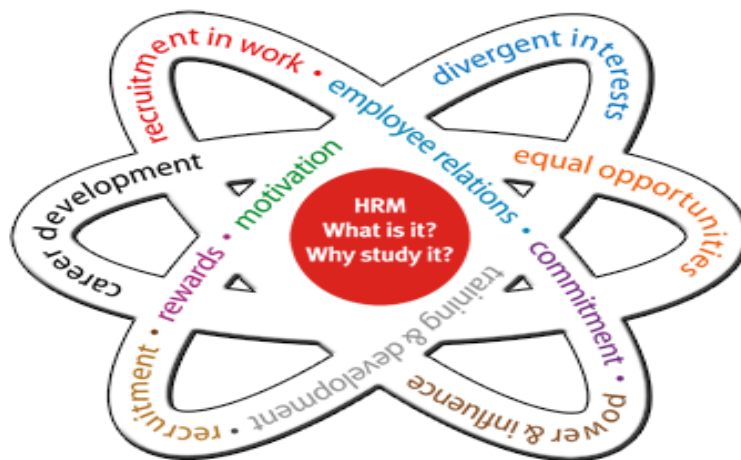 recruitment in work • employee relations • commitment • power & influence
divergent interests
equal opportunities
career development
motivation
rewards •
recruitment • training & development
HRM
What is it?
Why study it?